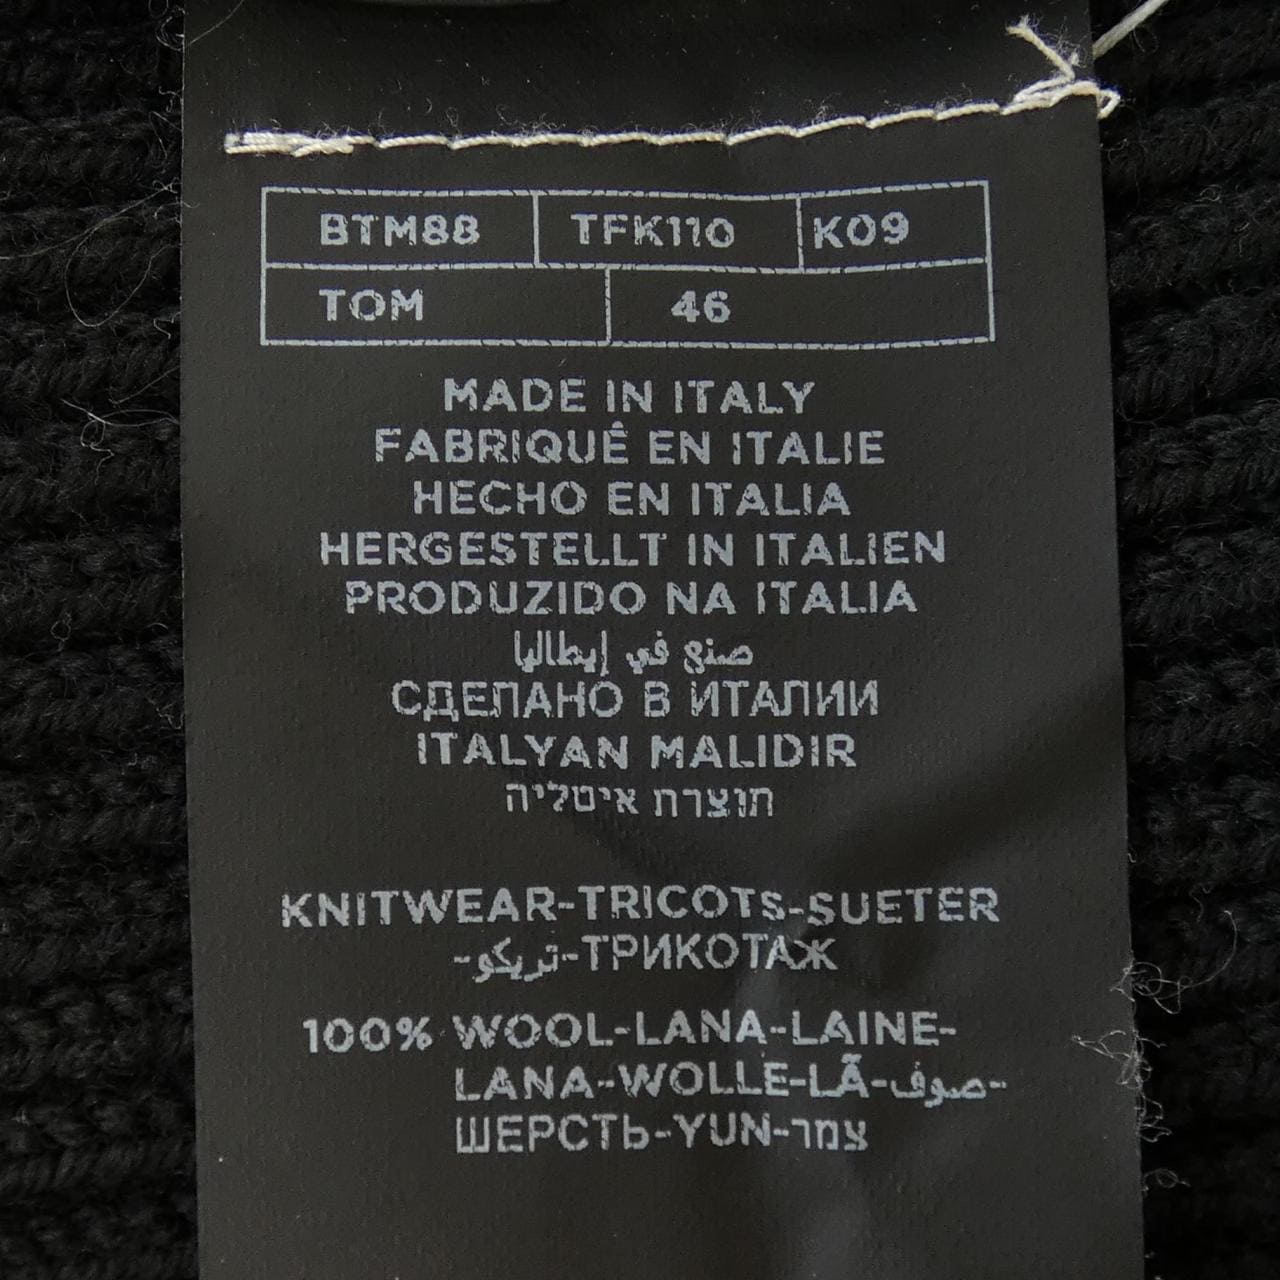 BTM88 TFK110 K09
TOM 46
MADE IN ITALY
FABRIQUÊ EN ITALIE
HECHO EN ITALIA
HERGESTELLT IN ITALIEN
PRODUZIDO NA ITALIA
صنع في إيطاليا
СДЕЛАНО В ИТАЛИИ
ITALYAN MALIDIR
תוצרת איטליה
KNITWEAR-TRICOTS-SUETER
-تريكو-ТРИКОТАЖ
100% WOOL-LANA-LAINE-
LANA-WOLLE-LÃ-صوف-
ШЕРСТЬ-YUN-צמר